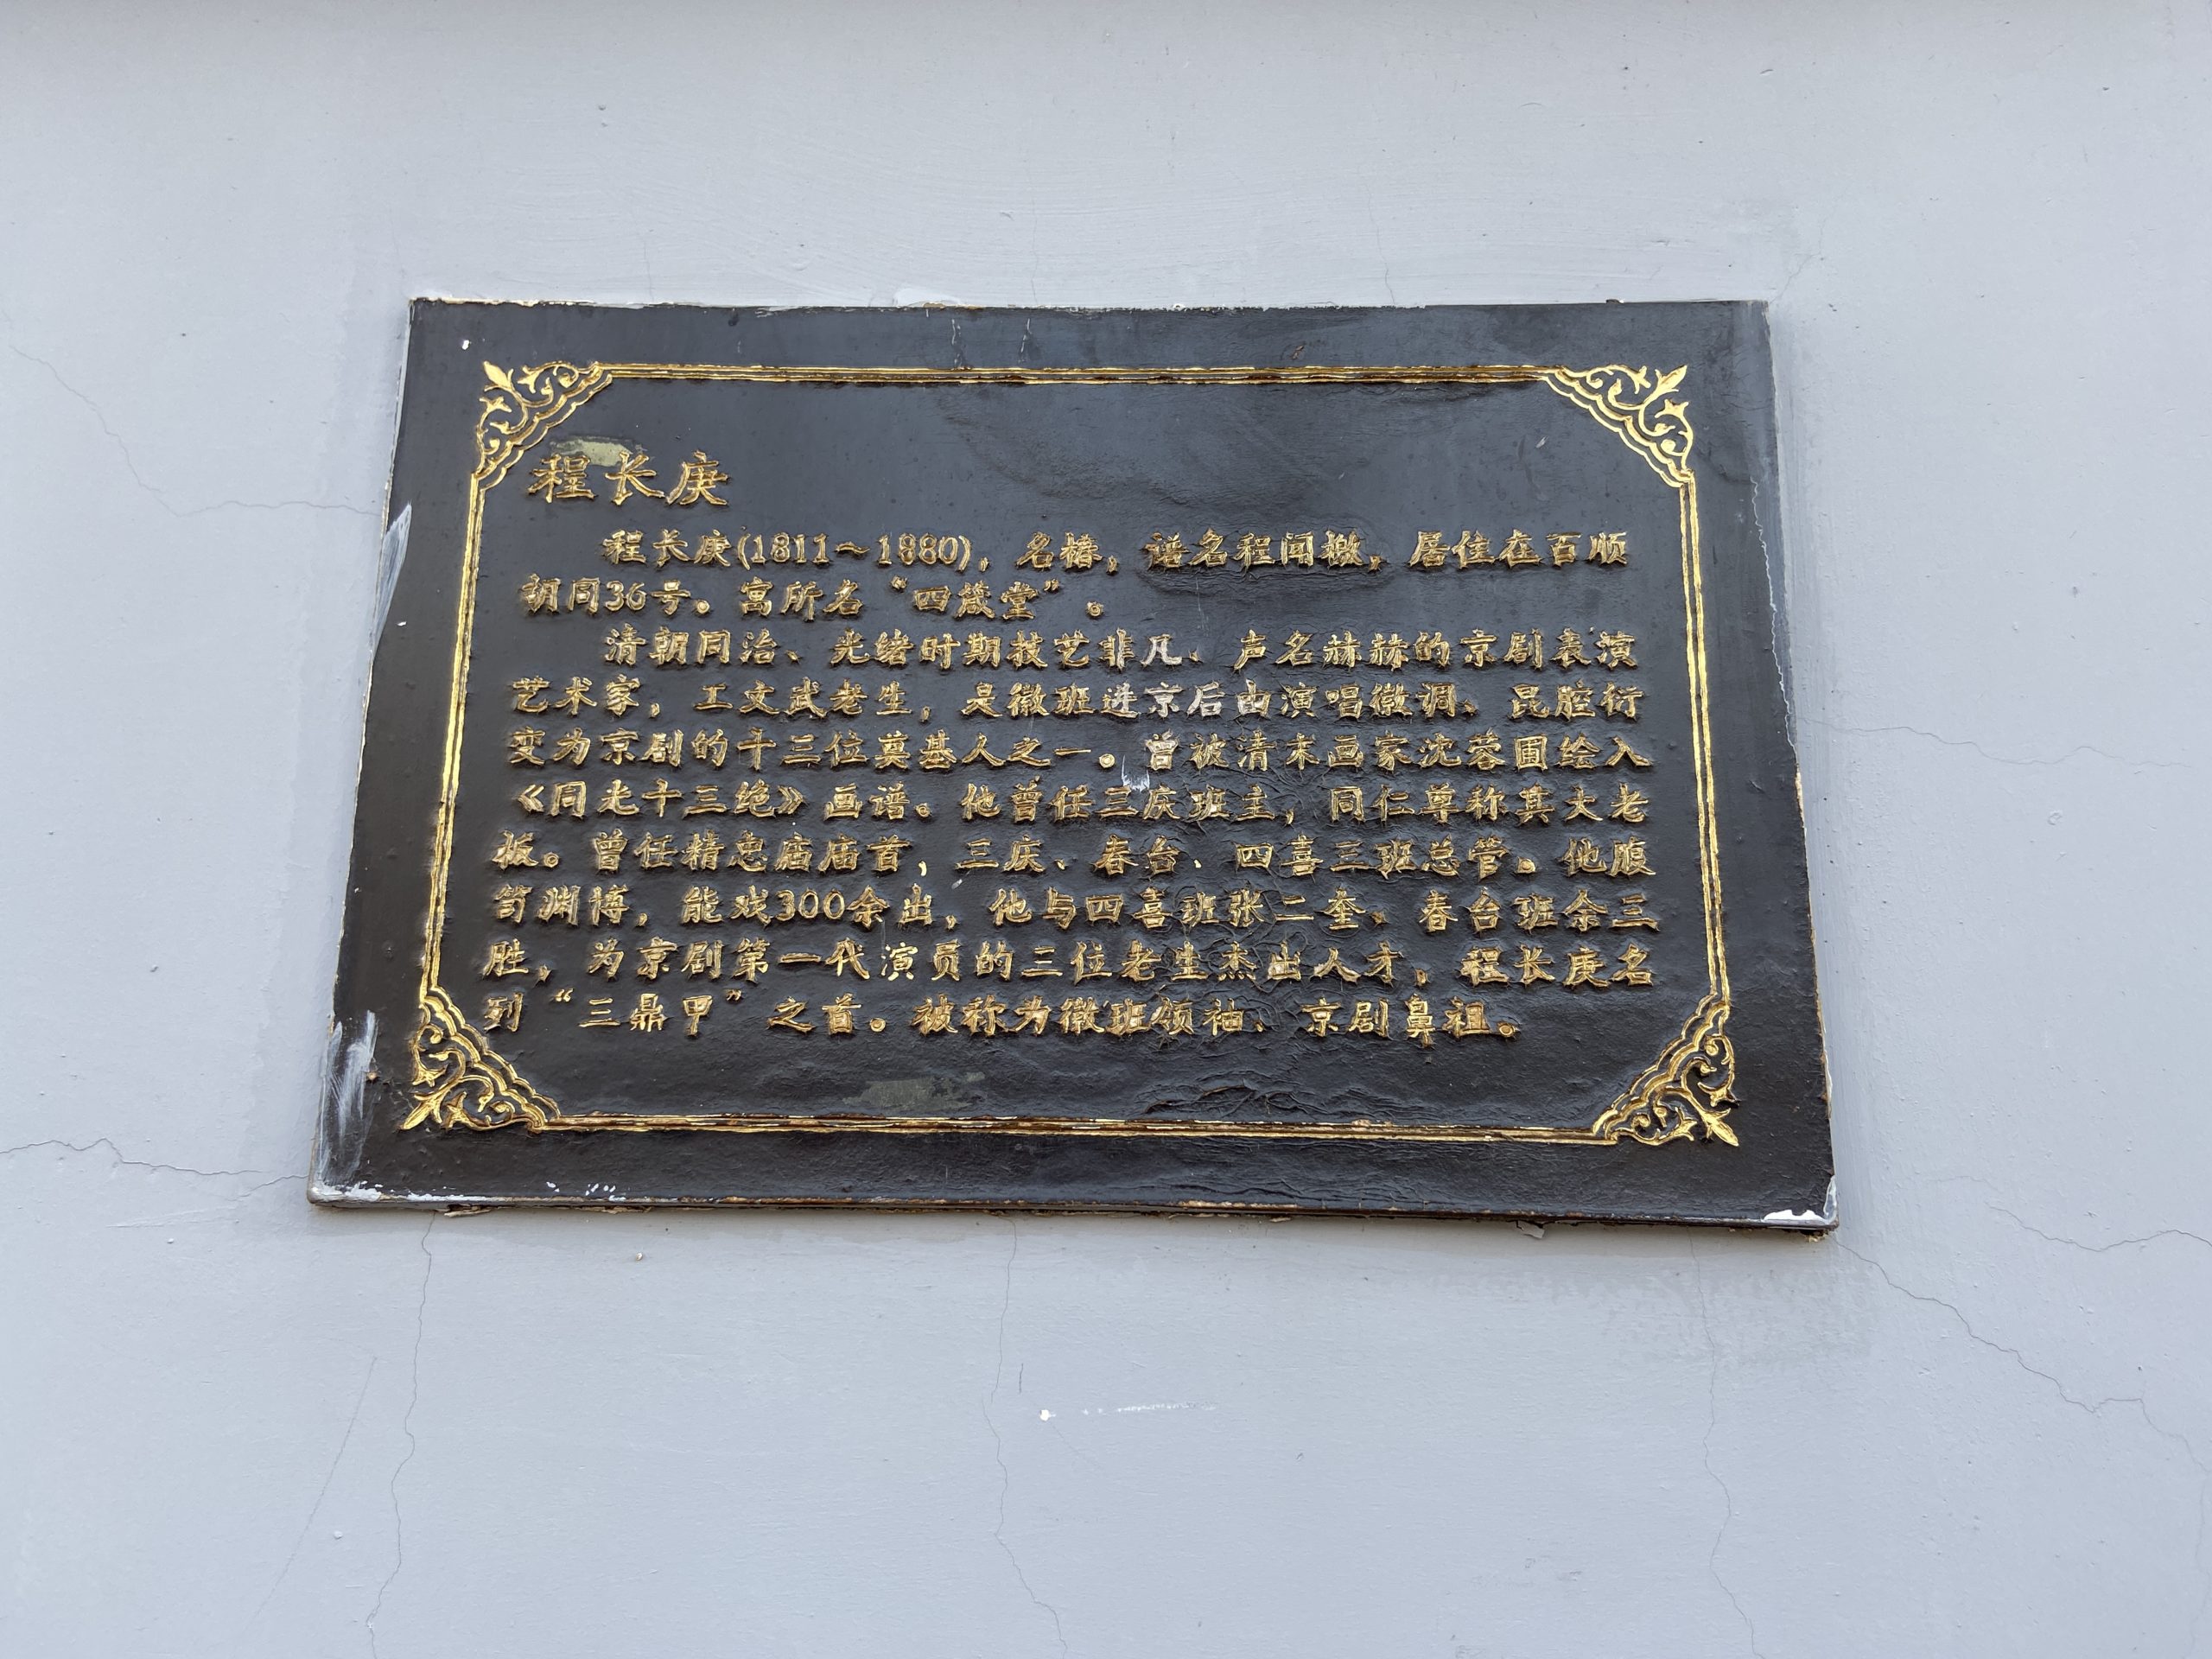 程长庚
程长庚(1811～1880)，名椿，谱名程闻檄，居住在百顺
胡同36号。寓所名“四箴堂”。
清朝同治、光绪时期技艺非凡、声名赫赫的京剧表演
艺术家，工文武老生，是徽班进京后由演唱徽调、昆腔衍
变为京剧的十三位奠基人之一。曾被清末画家沈蓉圃绘入
《同光十三绝》画谱。他曾任三庆班主，同仁尊称其大老
板。曾任精忠庙庙首，三庆、春台、四喜三班总管。他腹
笥渊博，能戏300余出，他与四喜班张二奎、春台班余三
胜，为京剧第一代演员的三位老生杰出人才，程长庚名
列“三鼎甲”之首。被称为徽班领袖、京剧鼻祖。